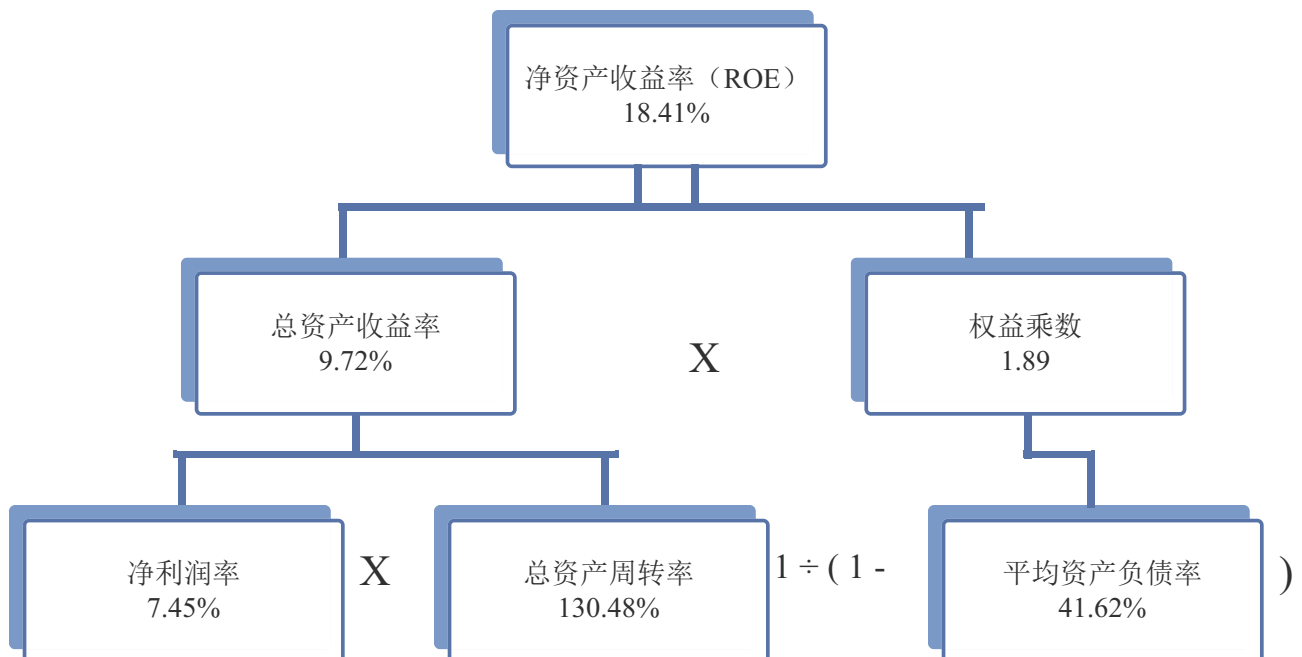 净资产收益率（ROE）
18.41%
总资产收益率
9.72%
X
权益乘数
1.89
净利润率
7.45%
X
总资产周转率
130.48%
1 ÷ ( 1 -
平均资产负债率
41.62%
)